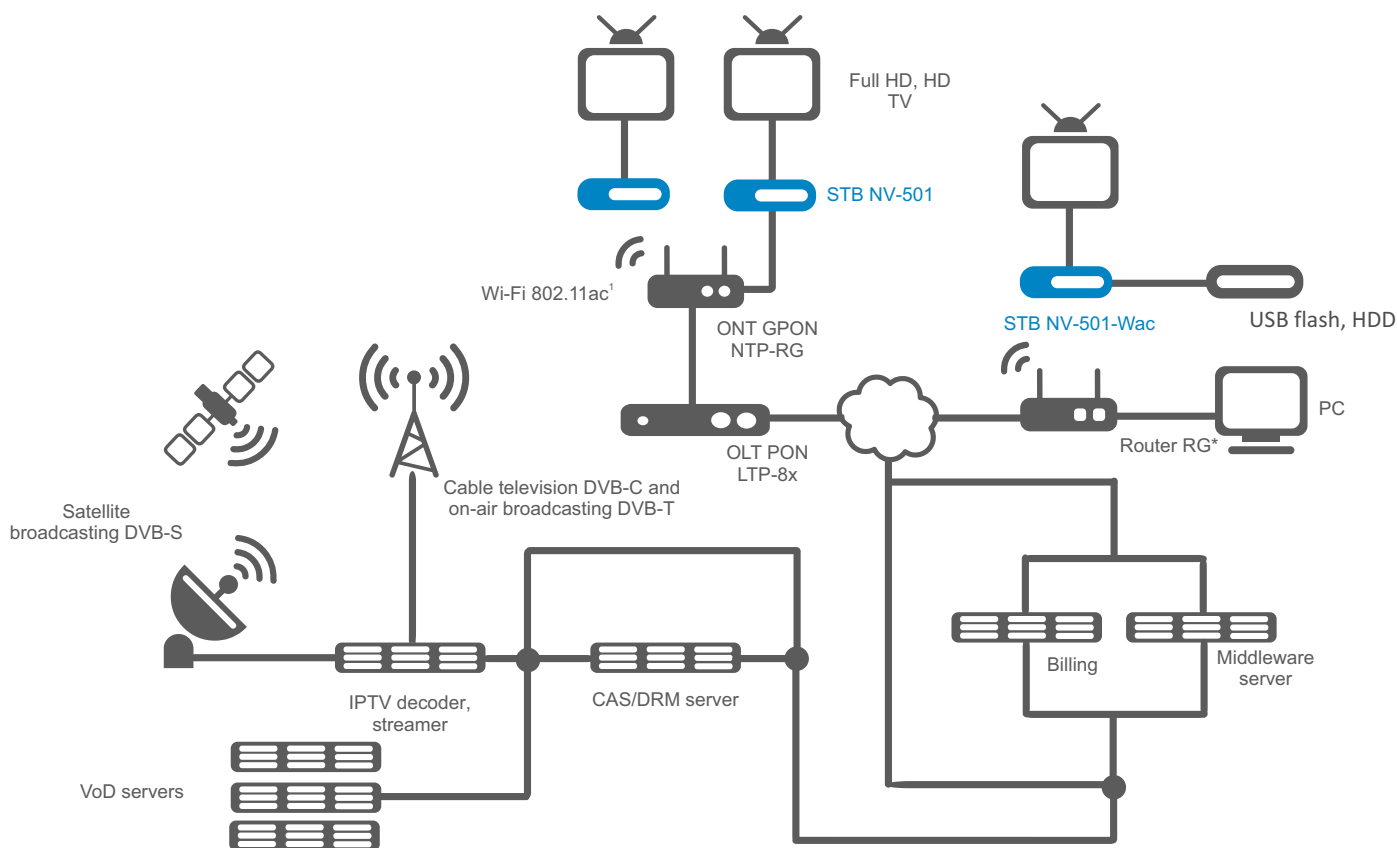 Full HD, HD
TV
STB NV-501
Wi-Fi 802.11ac¹
ONT GPON
NTP-RG
STB NV-501-Wac
USB flash, HDD
PC
Router RG*
OLT PON
LTP-8x
Cable television DVB-C and
on-air broadcasting DVB-T
Satellite
broadcasting DVB-S
IPTV decoder,
streamer
CAS/DRM server
Billing
Middleware
server
VoD servers